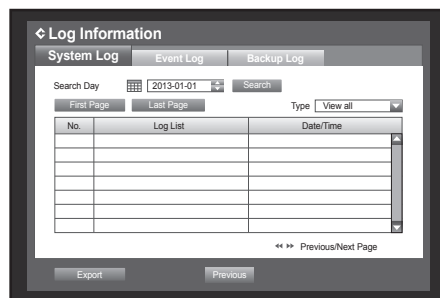 Log Information
System Log Event Log Backup Log
Search Day 2013-01-01 Search
First Page Last Page Type View all
No. Log List Date/Time
Previous/Next Page
Export Previous